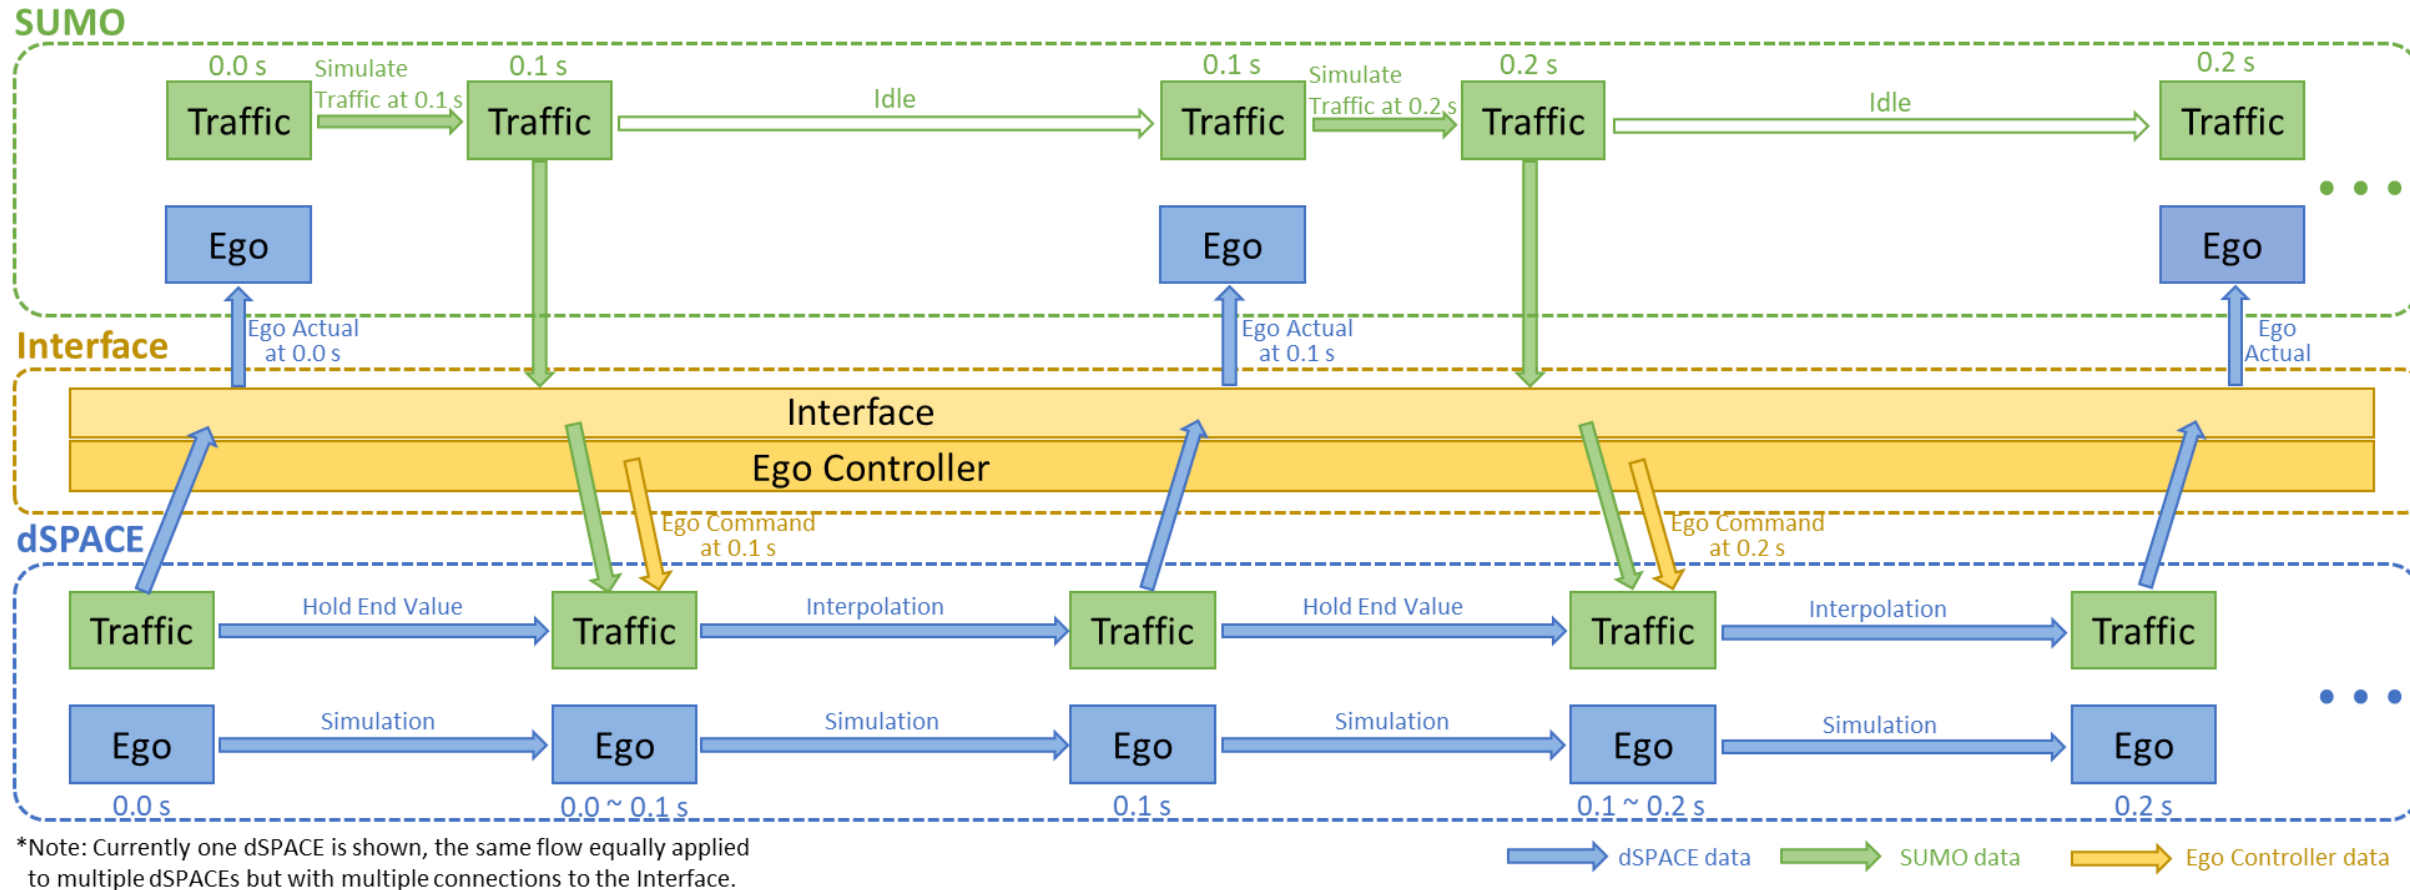 SUMO
0.0 s
Simulate
Traffic at 0.1 s
0.1 s
Idle
0.1 s
Simulate
Traffic at 0.2 s
0.2 s
Idle
0.2 s
Traffic
Traffic
Traffic
Traffic
Traffic
Ego
Ego
Ego
Ego Actual
at 0.0 s
Ego Actual
at 0.1 s
Ego
Actual
Interface
Interface
Ego Controller
Ego Command
at 0.1 s
Ego Command
at 0.2 s
dSPACE
Traffic
Hold End Value
Traffic
Interpolation
Traffic
Hold End Value
Traffic
Interpolation
Traffic
Ego
Simulation
Ego
Simulation
Ego
Simulation
Ego
Simulation
Ego
0.0 s
0.0 ~ 0.1 s
0.1 s
0.1 ~ 0.2 s
0.2 s
*Note: Currently one dSPACE is shown, the same flow equally applied
to multiple dSPACEs but with multiple connections to the Interface.
dSPACE data
SUMO data
Ego Controller data